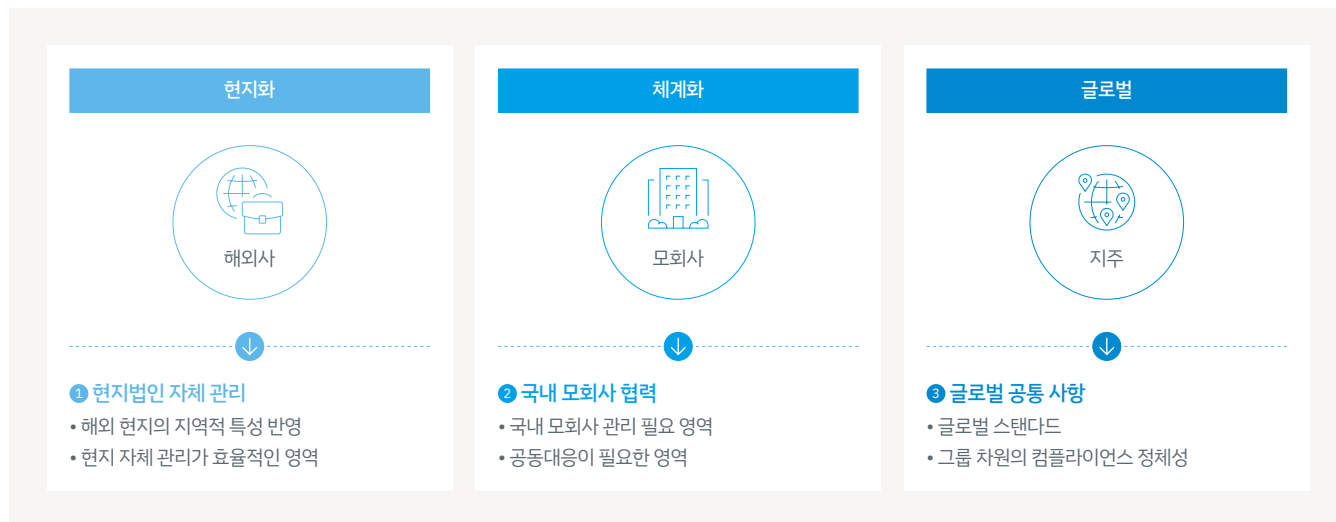 현지화
해외사
1 현지법인 자체 관리
• 해외 현지의 지역적 특성 반영
• 현지 자체 관리가 효율적인 영역
체계화
모회사
2 국내 모회사 협력
• 국내 모회사 관리 필요 영역
• 공동대응이 필요한 영역
글로벌
지주
3 글로벌 공통 사항
• 글로벌 스탠다드
• 그룹 차원의 컴플라이언스 정체성